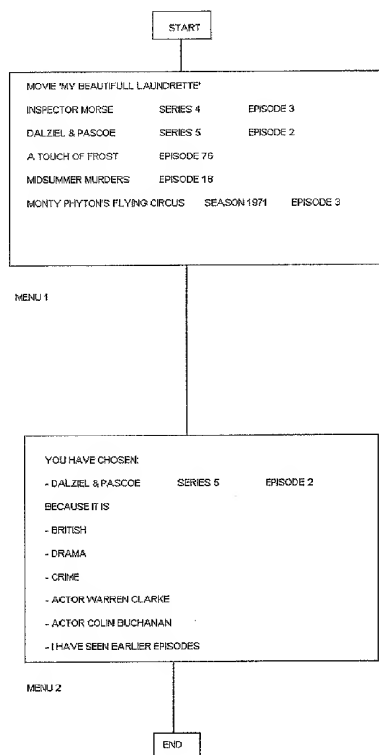 START
MOVIE 'MY BEAUTIFULL LAUNDRETTE'
INSPECTOR MORSE SERIES 4 EPISODE 3
DALZIEL & PASCOE SERIES 5 EPISODE 2
A TOUCH OF FROST EPISODE 76
MIDSUMMER MURDERS EPISODE 18
MONTY PHYTON'S FLYING CIRCUS SEASON 1971 EPISODE 3
MENU 1
YOU HAVE CHOSEN:
- DALZIEL & PASCOE SERIES 5 EPISODE 2
BECAUSE IT IS
- BRITISH
- DRAMA
- CRIME
- ACTOR WARREN CLARKE
- ACTOR COLIN BUCHANAN
- I HAVE SEEN EARLIER EPISODES
MENU 2
END